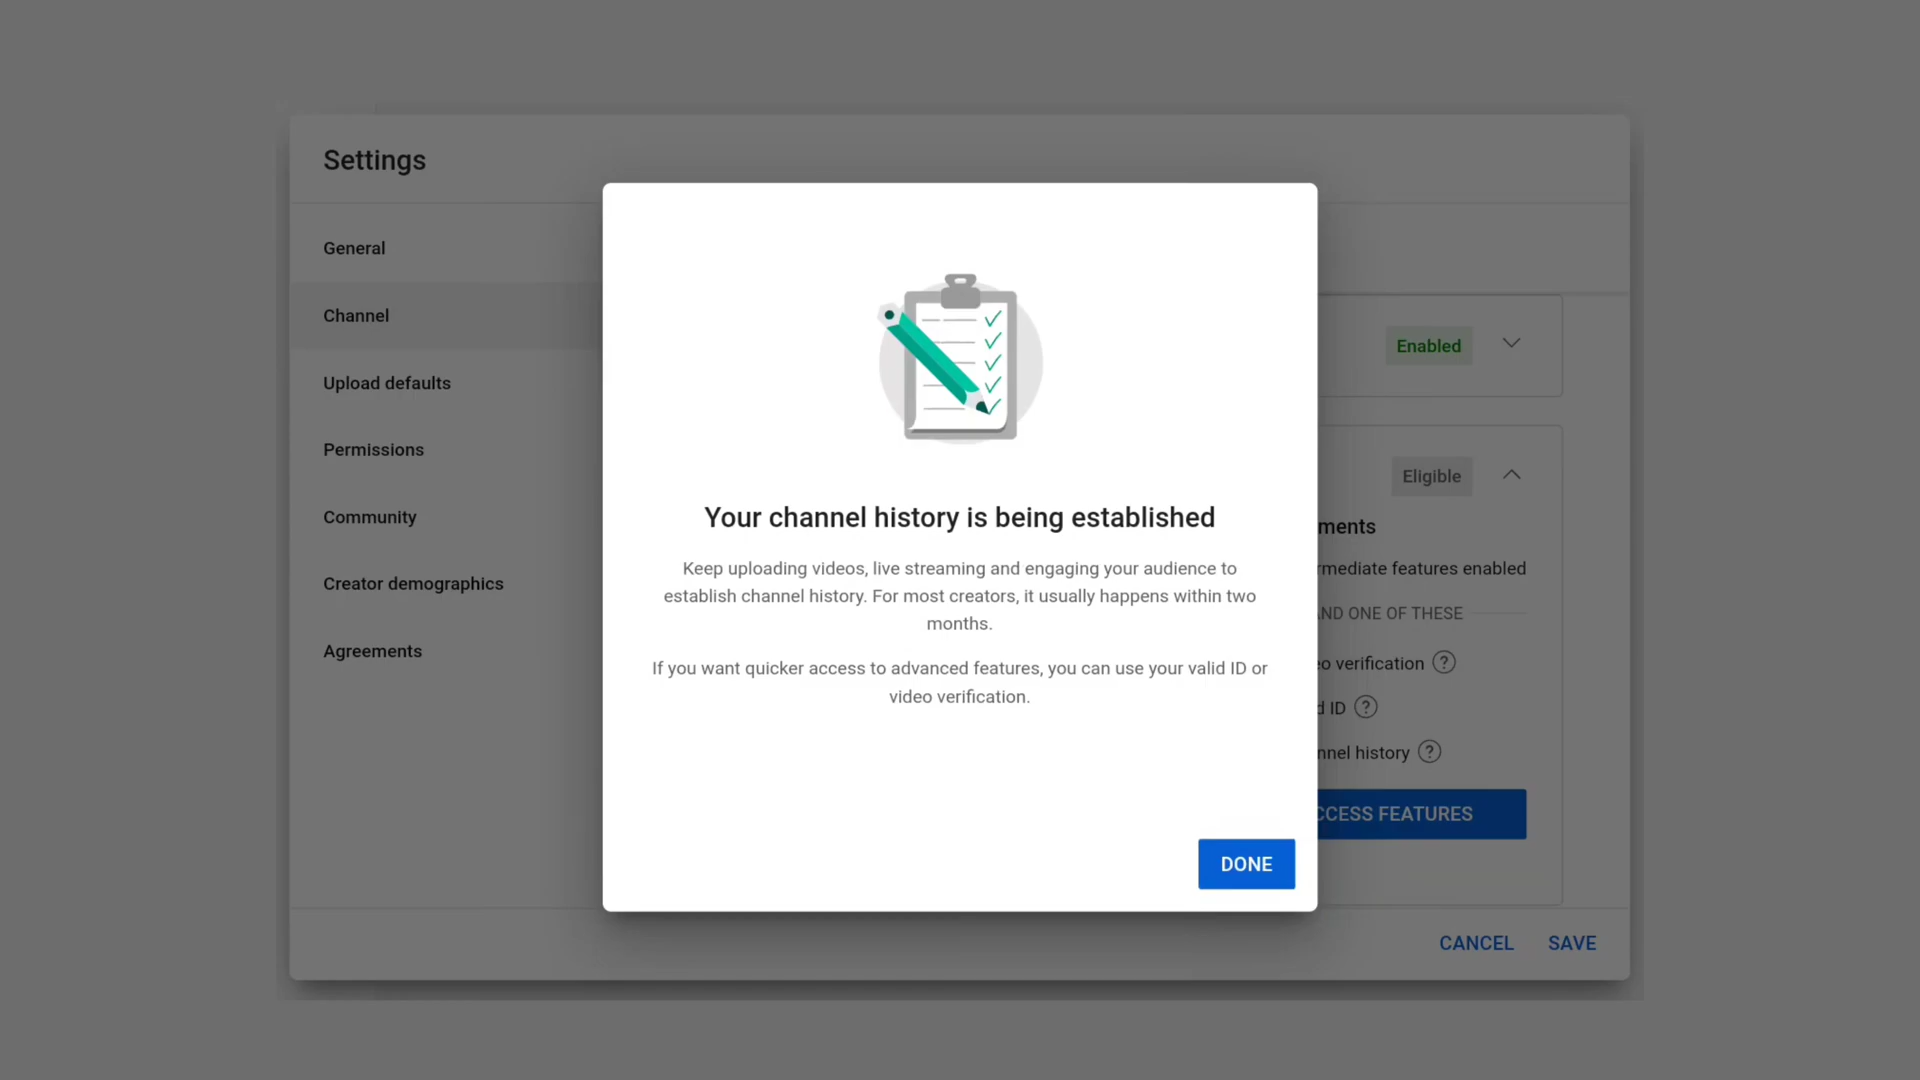 Settings
General
Channel
Upload defaults
Permissions
Community
Creator demographics
Agreements
Your channel history is being established
Keep uploading videos, live streaming and engaging your audience to
establish channel history. For most creators, it usually happens within two
months.
If you want quicker access to advanced features, you can use your valid ID or
video verification.
DONE
Enabled
Eligible
ments
rmediate features enabled
ND ONE OF THESE
eo verification ?
d ID ?
nnel history ?
CCESS FEATURES
CANCEL SAVE